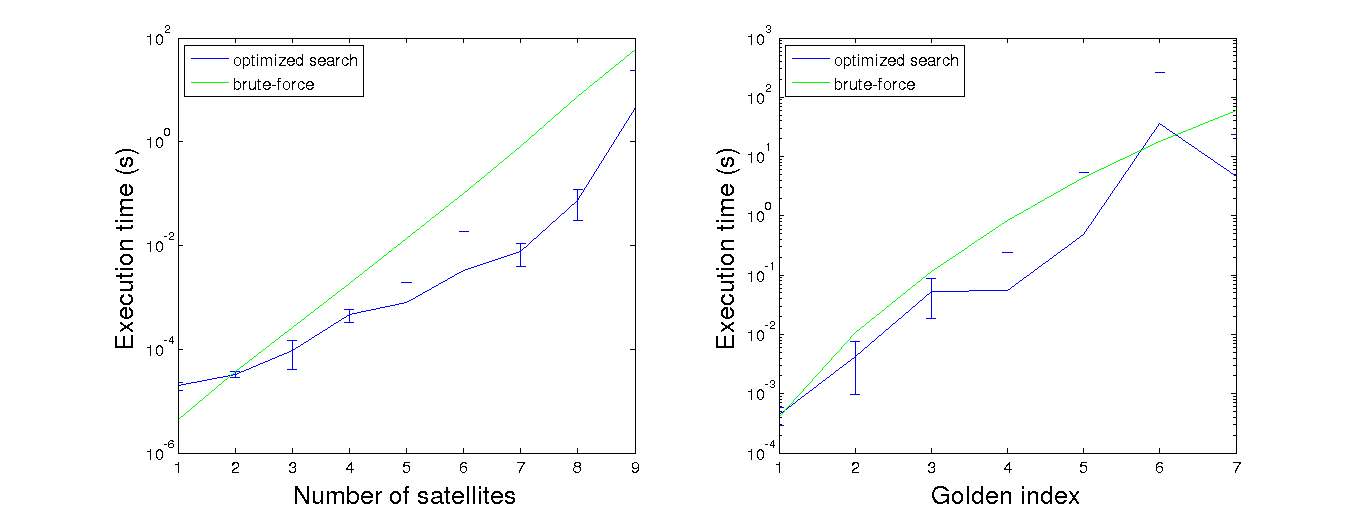 optimized search
brute-force
10^2
10^0
10^-2
10^-4
10^-6
Execution time (s)
1 2 3 4 5 6 7 8 9
Number of satellites
optimized search
brute-force
10^3
10^2
10^1
10^0
10^-1
10^-2
10^-3
10^-4
Execution time (s)
1 2 3 4 5 6 7
Golden index